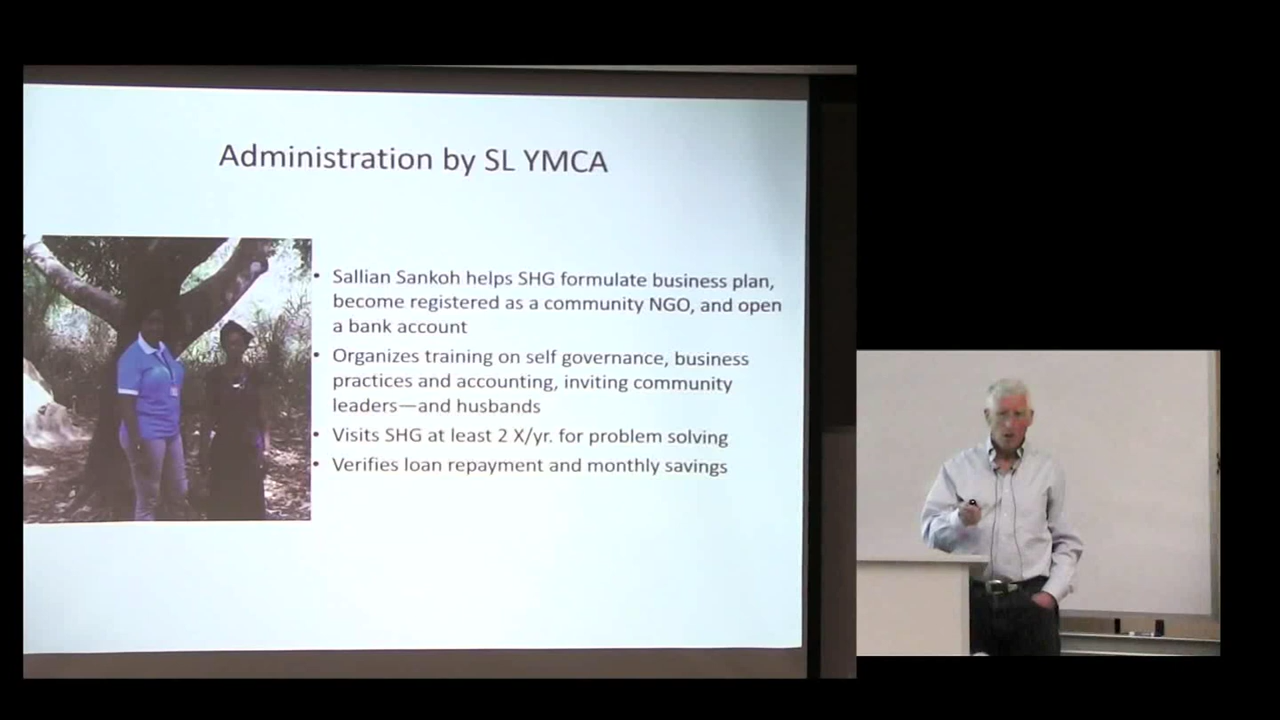 Administration by SL YMCA
• Sallian Sankoh helps SHG formulate business plan,
become registered as a community NGO, and open
a bank account
• Organizes training on self governance, business
practices and accounting, inviting community
leaders—and husbands
• Visits SHG at least 2 X/yr. for problem solving
• Verifies loan repayment and monthly savings